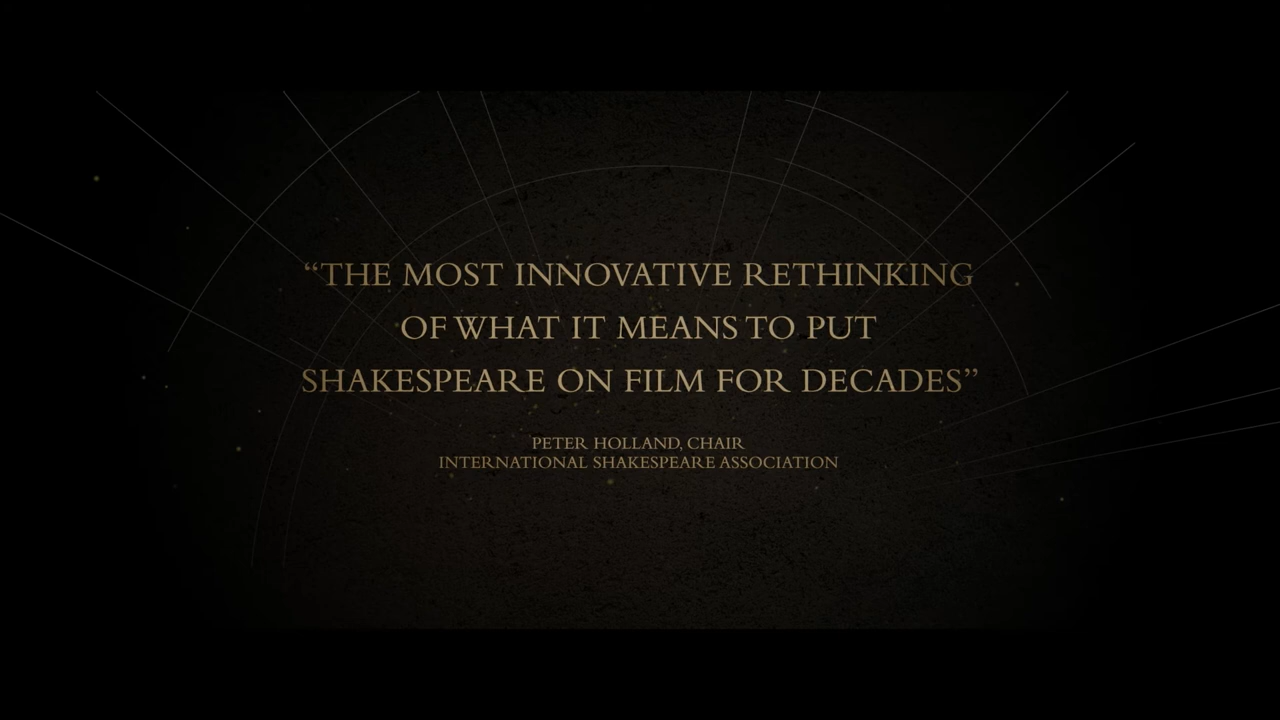 “THE MOST INNOVATIVE RETHINKING
OF WHAT IT MEANS TO PUT
SHAKESPEARE ON FILM FOR DECADES”
PETER HOLLAND, CHAIR
INTERNATIONAL SHAKESPEARE ASSOCIATION